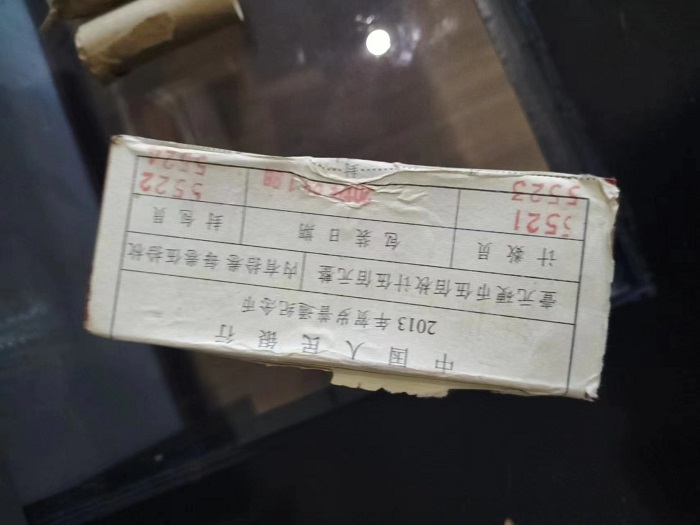 中国人民银行
2013年贺岁普通纪念币
壹元硬币伍佰枚计伍佰元整 内有拾卷每卷伍拾枚
计数员 包装日期 封包员
5521 5522
5523 5524
封